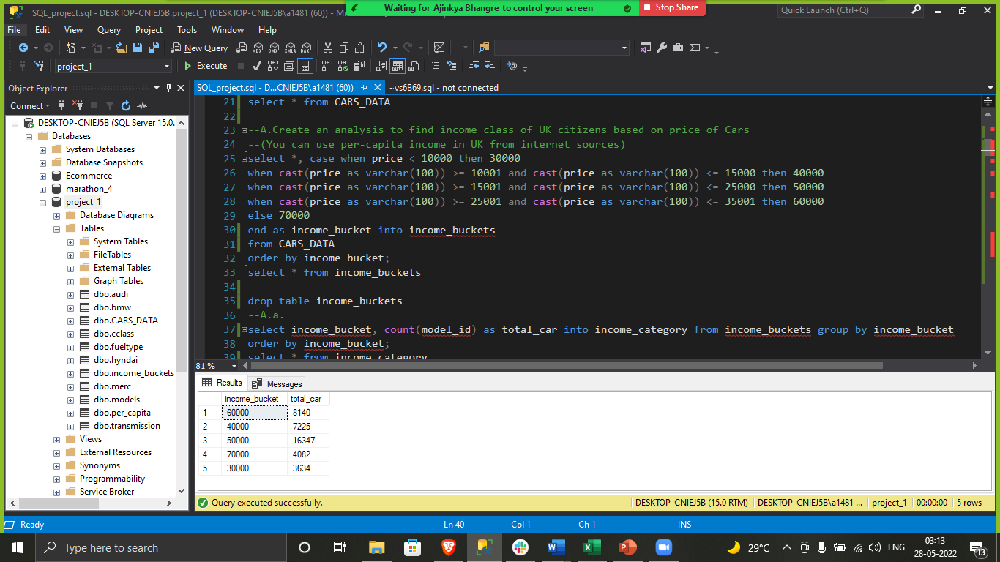 SQL_project.sql - DESKTOP-CNIEJ5B.project_1 (DESKTOP-CNIEJ5B\a1481 (60)) - Mi
Waiting for Ajinkya Bhangre to control your screen
Stop Share
Quick Launch (Ctrl+Q)
File Edit View Query Project Tools Window Help
New Query
MDX DMX XMLA DAX
project_1
Execute
Object Explorer
SQL_project.sql - D...CNIEJ5B\a1481 (60))
~vs6B69.sql - not connected
Connect
DESKTOP-CNIEJ5B (SQL Server 15.0.
Databases
System Databases
Database Snapshots
Ecommerce
marathon_4
project_1
Database Diagrams
Tables
System Tables
FileTables
External Tables
Graph Tables
dbo.audi
dbo.bmw
dbo.CARS_DATA
dbo.cclass
dbo.fueltype
dbo.hyndai
dbo.income_buckets
dbo.merc
dbo.models
dbo.per_capita
dbo.transmission
Views
External Resources
Synonyms
Programmability
Service Broker
21 select * from CARS_DATA
22
23 --A.Create an analysis to find income class of UK citizens based on price of Cars
24 --(You can use per-capita income in UK from internet sources)
25 select *, case when price < 10000 then 30000
26 when cast(price as varchar(100)) >= 10001 and cast(price as varchar(100)) <= 15000 then 40000
27 when cast(price as varchar(100)) >= 15001 and cast(price as varchar(100)) <= 25000 then 50000
28 when cast(price as varchar(100)) >= 25001 and cast(price as varchar(100)) <= 35001 then 60000
29 else 70000
30 end as income_bucket into income_buckets
31 from CARS_DATA
32 order by income_bucket;
33 select * from income_buckets
34
35 drop table income_buckets
36 --A.a.
37 select income_bucket, count(model_id) as total_car into income_category from income_buckets group by income_bucket
38 order by income_bucket;
39 select * from income_category
81 %
Results Messages
income_bucket total_car
1 60000 8140
2 40000 7225
3 50000 16347
4 70000 4082
5 30000 3634
Query executed successfully.
DESKTOP-CNIEJ5B (15.0 RTM) DESKTOP-CNIEJ5B\a1481 ... project_1 00:00:00 5 rows
Ready Ln 40 Col 1 Ch 1 INS
Type here to search
29°C
ENG
03:13
28-05-2022
13